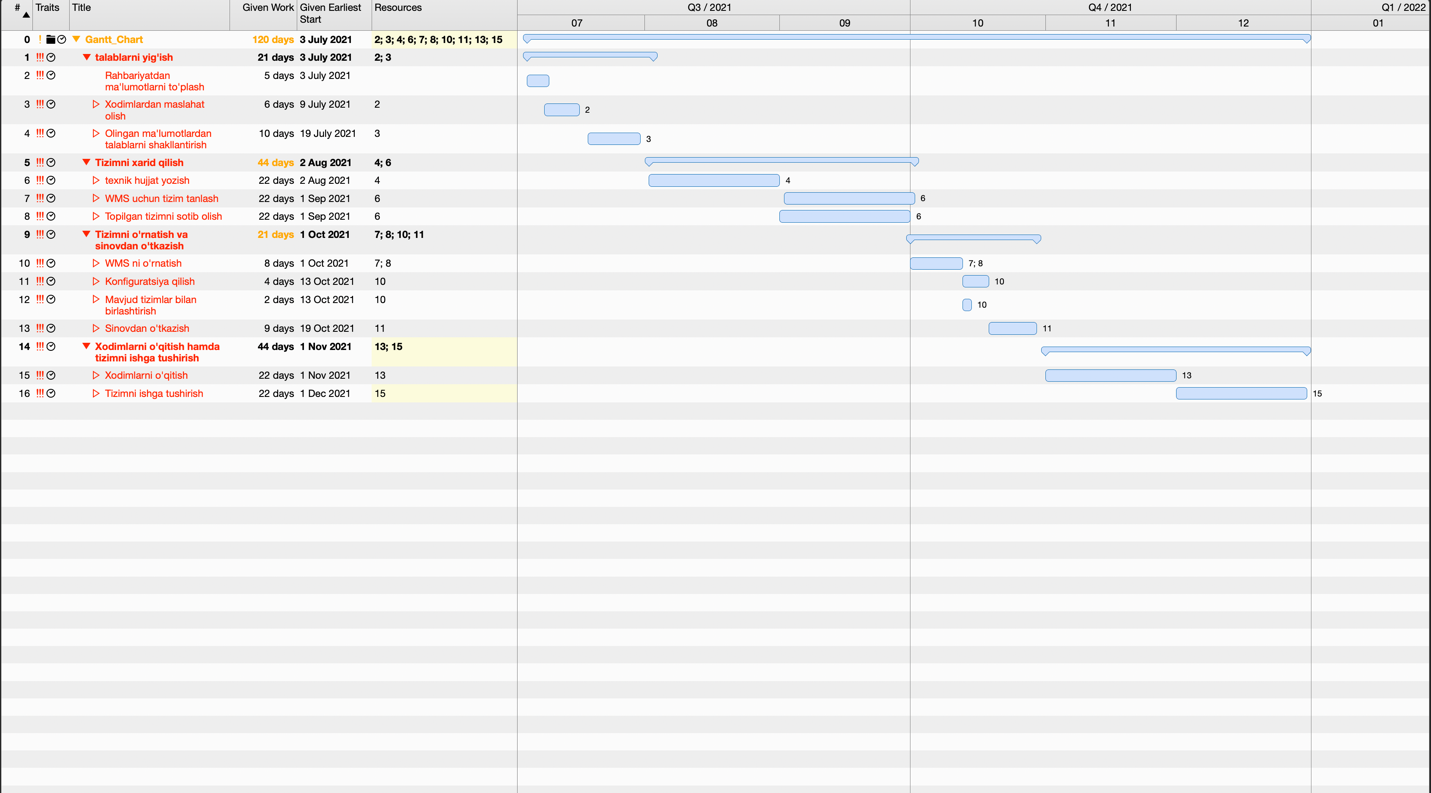 # Traits Title Given Work Given Earliest Start Resources Q3 / 2021 Q4 / 2021 Q1 / 2022
07 08 09 10 11 12 01
0 ! Gantt_Chart 120 days 3 July 2021 2; 3; 4; 6; 7; 8; 10; 11; 13; 15
1 !!! talablarni yig'ish 21 days 3 July 2021 2; 3
2 !!! Rahbariyatdan 5 days 3 July 2021
ma'lumotlarni to'plash
3 !!! Xodimlardan maslahat 6 days 9 July 2021 2
olish 2
4 !!! Olingan ma'lumotlardan 10 days 19 July 2021 3
talablarni shakllantirish 3
5 !!! Tizimni xarid qilish 44 days 2 Aug 2021 4; 6
6 !!! texnik hujjat yozish 22 days 2 Aug 2021 4 4
7 !!! WMS uchun tizim tanlash 22 days 1 Sep 2021 6 6
8 !!! Topilgan tizimni sotib olish 22 days 1 Sep 2021 6 6
9 !!! Tizimni o'rnatish va 21 days 1 Oct 2021 7; 8; 10; 11
sinovdan o'tkazish
10 !!! WMS ni o'rnatish 8 days 1 Oct 2021 7; 8 7; 8
11 !!! Konfiguratsiya qilish 4 days 13 Oct 2021 10 10
12 !!! Mavjud tizimlar bilan 2 days 13 Oct 2021 10
birlashtirish 10
13 !!! Sinovdan o'tkazish 9 days 19 Oct 2021 11 11
14 !!! Xodimlarni o'qitish hamda 44 days 1 Nov 2021 13; 15
tizimni ishga tushirish
15 !!! Xodimlarni o'qitish 22 days 1 Nov 2021 13 13
16 !!! Tizimni ishga tushirish 22 days 1 Dec 2021 15 15